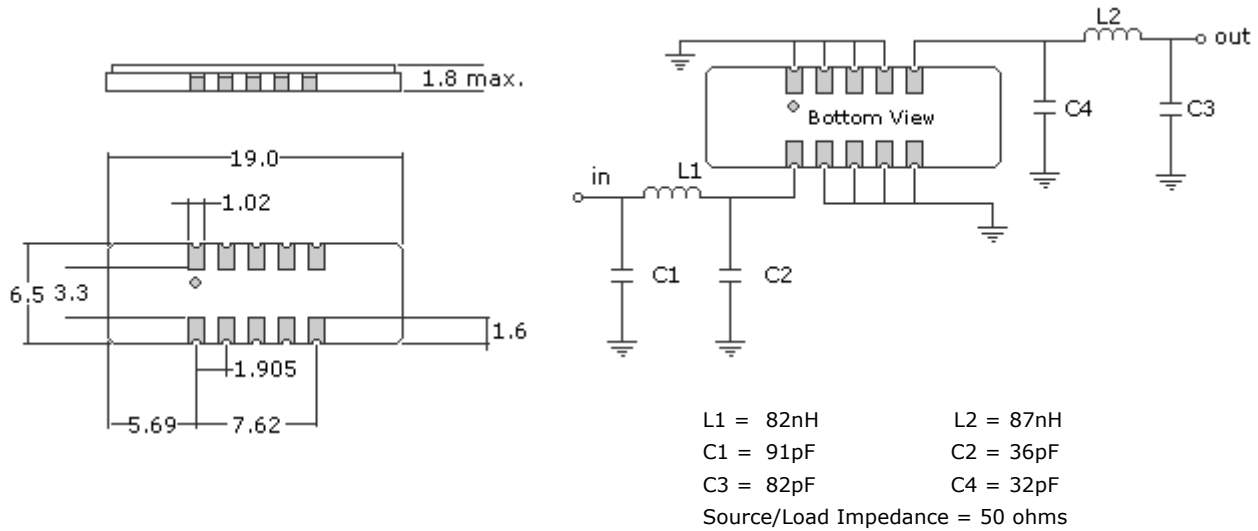 1.8 max.
19.0
1.02
6.5
3.3
1.6
1.905
5.69
7.62
L2
out
C4
C3
Bottom View
in
L1
C1
C2
L1 = 82nH L2 = 87nH
C1 = 91pF C2 = 36pF
C3 = 82pF C4 = 32pF
Source/Load Impedance = 50 ohms